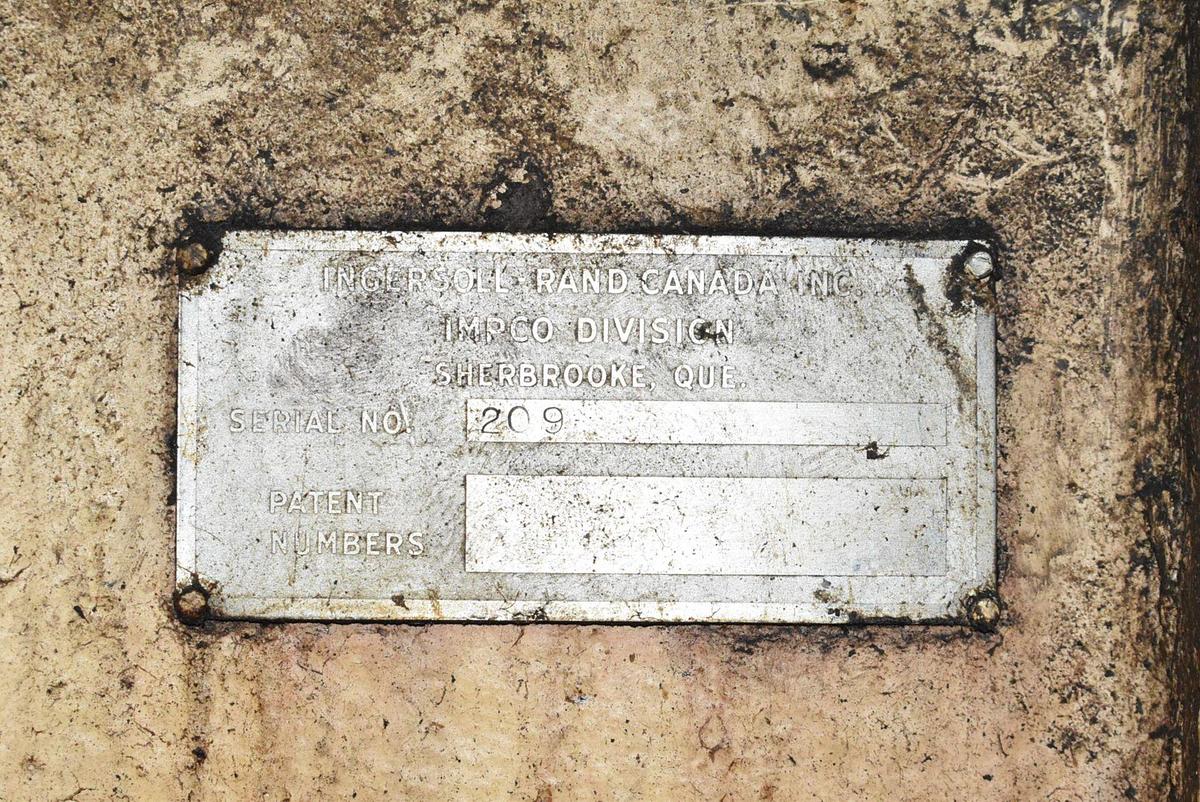 INGERSOLL-RAND CANADA INC.
IMPCO DIVISION
SHERBROOKE, QUE.
SERIAL NO. 209
PATENT
NUMBERS